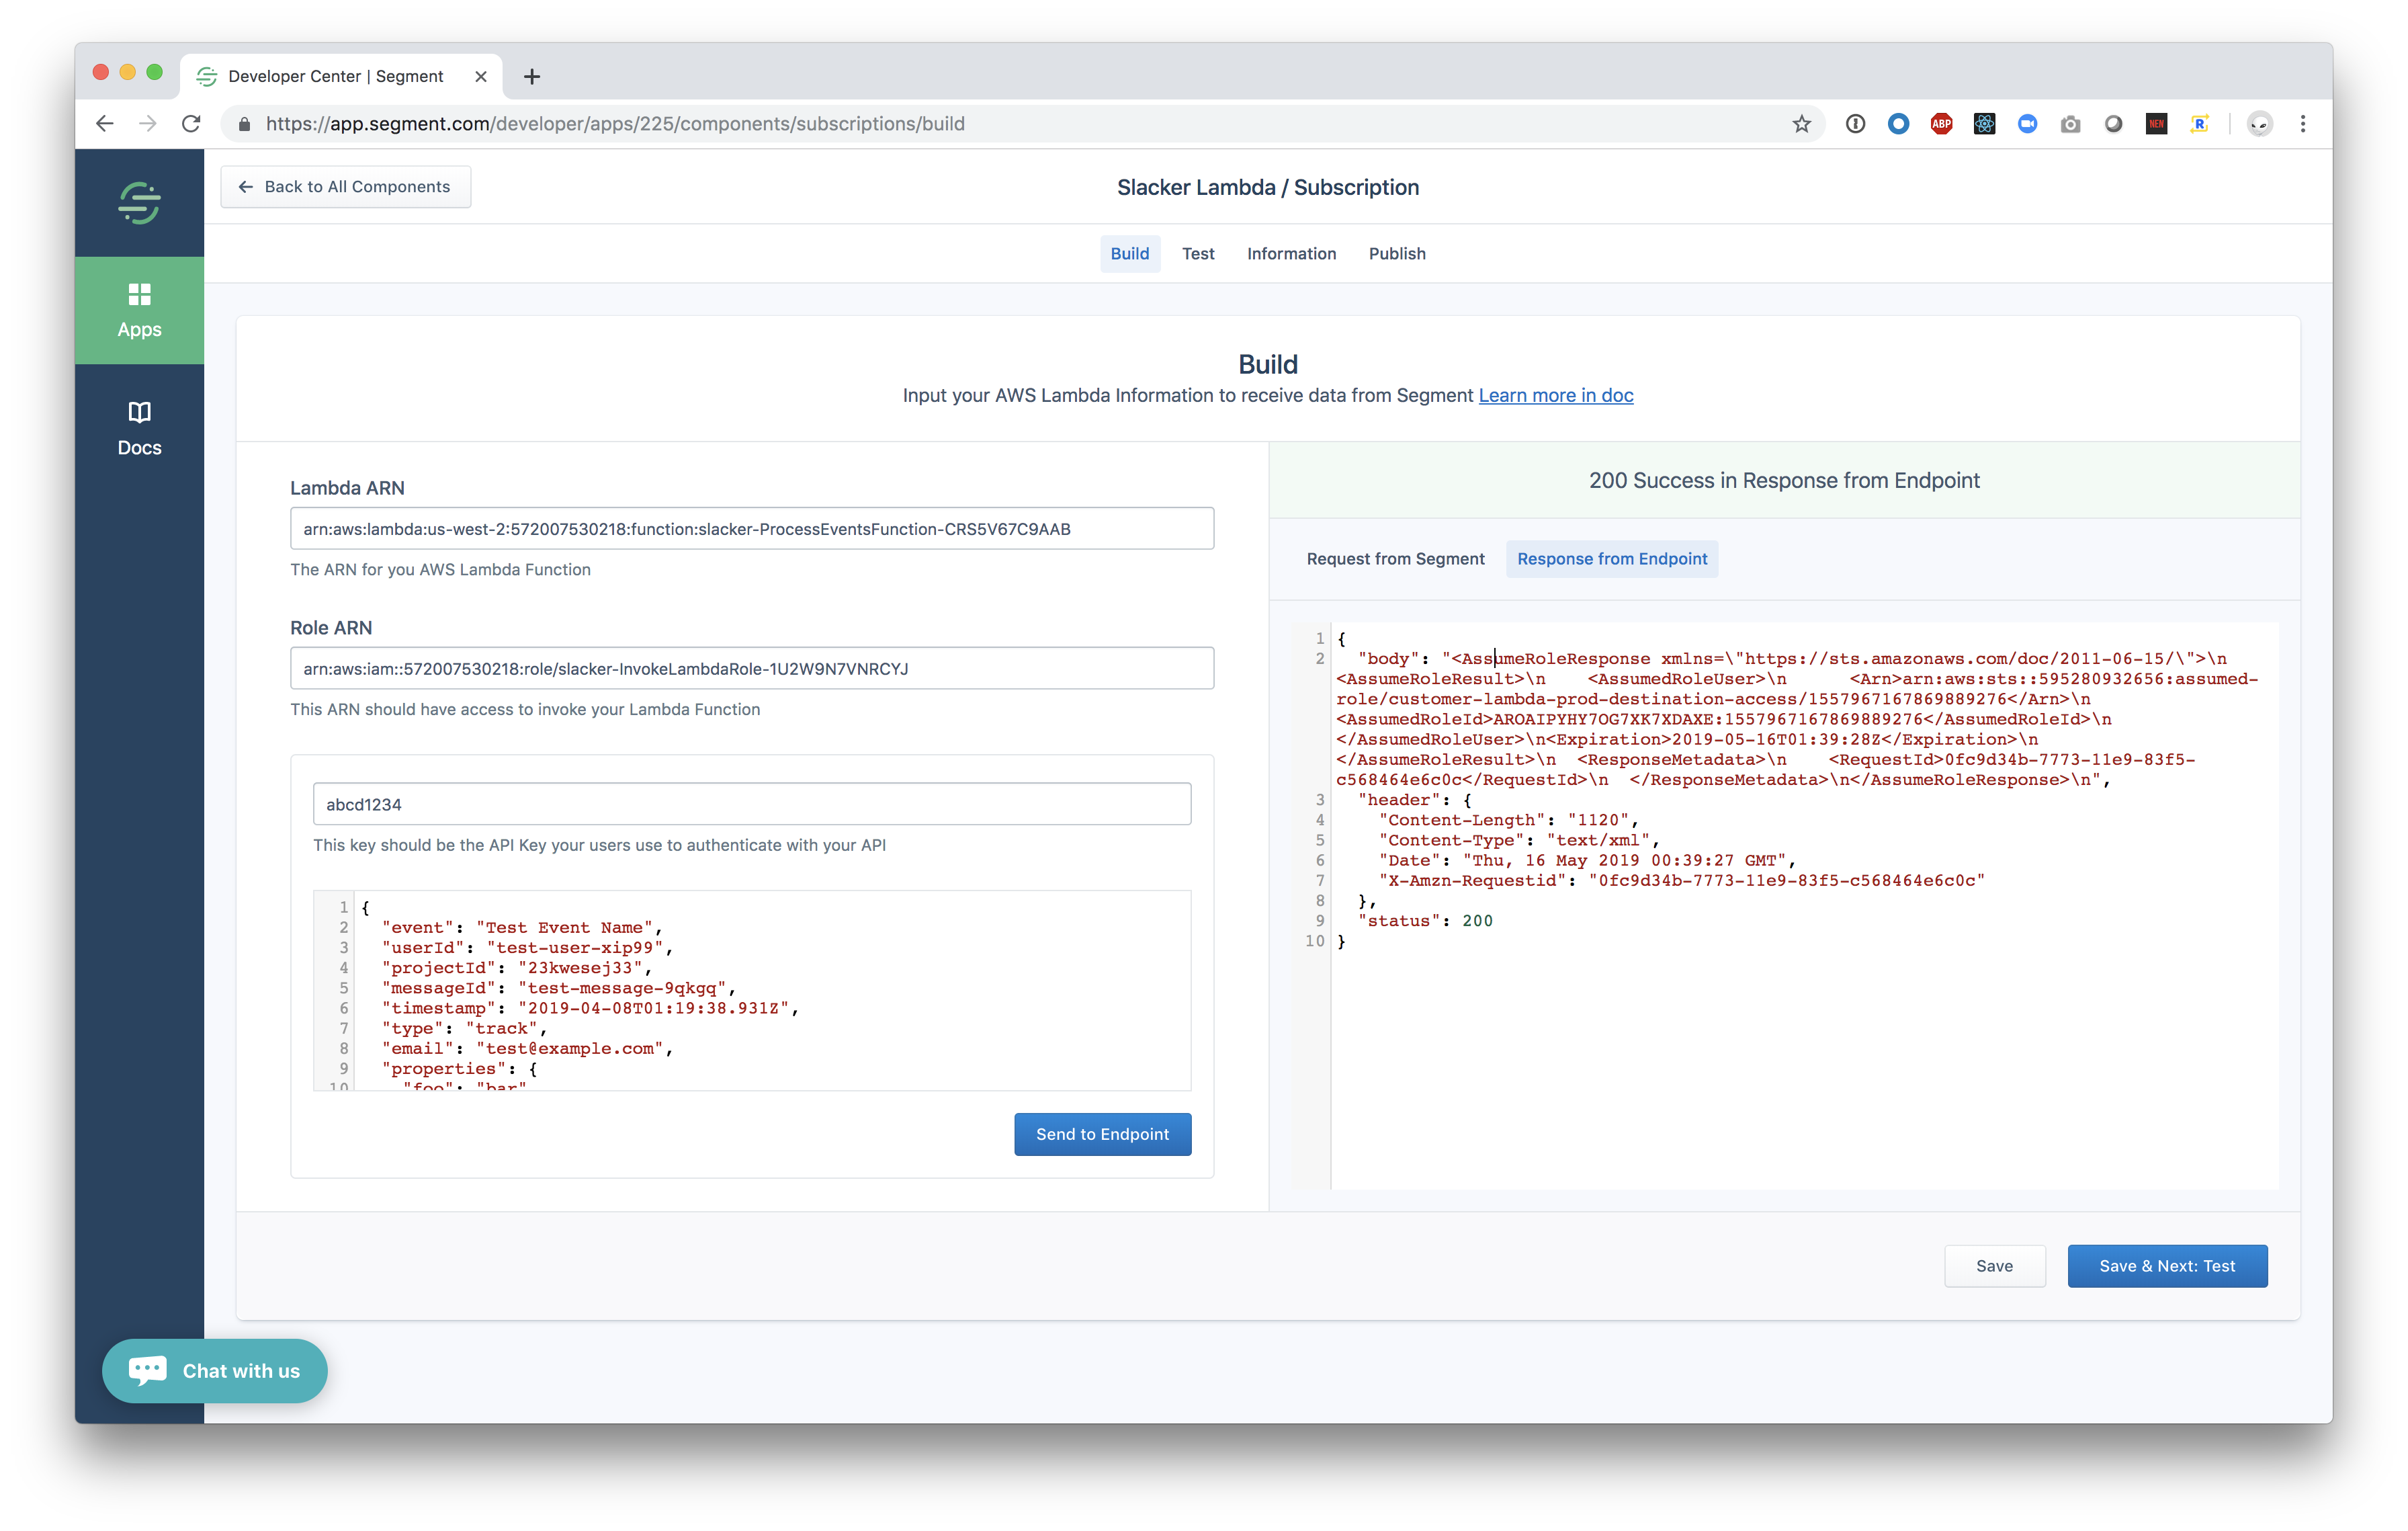 Developer Center | Segment
https://app.segment.com/developer/apps/225/components/subscriptions/build
ABP
NEN
R
Back to All Components
Slacker Lambda / Subscription
Build Test Information Publish
Apps
Docs
Build
Input your AWS Lambda Information to receive data from Segment Learn more in doc
Lambda ARN
arn:aws:lambda:us-west-2:572007530218:function:slacker-ProcessEventsFunction-CRS5V67C9AAB
The ARN for you AWS Lambda Function
Role ARN
arn:aws:iam::572007530218:role/slacker-InvokeLambdaRole-1U2W9N7VNRCYJ
This ARN should have access to invoke your Lambda Function
abcd1234
This key should be the API Key your users use to authenticate with your API
1 {
2 "event": "Test Event Name",
3 "userId": "test-user-xip99",
4 "projectId": "23kwesej33",
5 "messageId": "test-message-9qkgq",
6 "timestamp": "2019-04-08T01:19:38.931Z",
7 "type": "track",
8 "email": "test@example.com",
9 "properties": {
10 "foo": "bar"
Send to Endpoint
200 Success in Response from Endpoint
Request from Segment Response from Endpoint
1 {
2 "body": "<AssumeRoleResponse xmlns=\"https://sts.amazonaws.com/doc/2011-06-15/\">\n
<AssumeRoleResult>\n <AssumedRoleUser>\n <Arn>arn:aws:sts::595280932656:assumed-
role/customer-lambda-prod-destination-access/1557967167869889276</Arn>\n
<AssumedRoleId>AROAIPYHY7OG7XK7XDAXE:1557967167869889276</AssumedRoleId>\n
</AssumedRoleUser>\n<Expiration>2019-05-16T01:39:28Z</Expiration>\n
</AssumeRoleResult>\n <ResponseMetadata>\n <RequestId>0fc9d34b-7773-11e9-83f5-
c568464e6c0c</RequestId>\n </ResponseMetadata>\n</AssumeRoleResponse>\n",
3 "header": {
4 "Content-Length": "1120",
5 "Content-Type": "text/xml",
6 "Date": "Thu, 16 May 2019 00:39:27 GMT",
7 "X-Amzn-Requestid": "0fc9d34b-7773-11e9-83f5-c568464e6c0c"
8 },
9 "status": 200
10 }
Save
Save & Next: Test
Chat with us